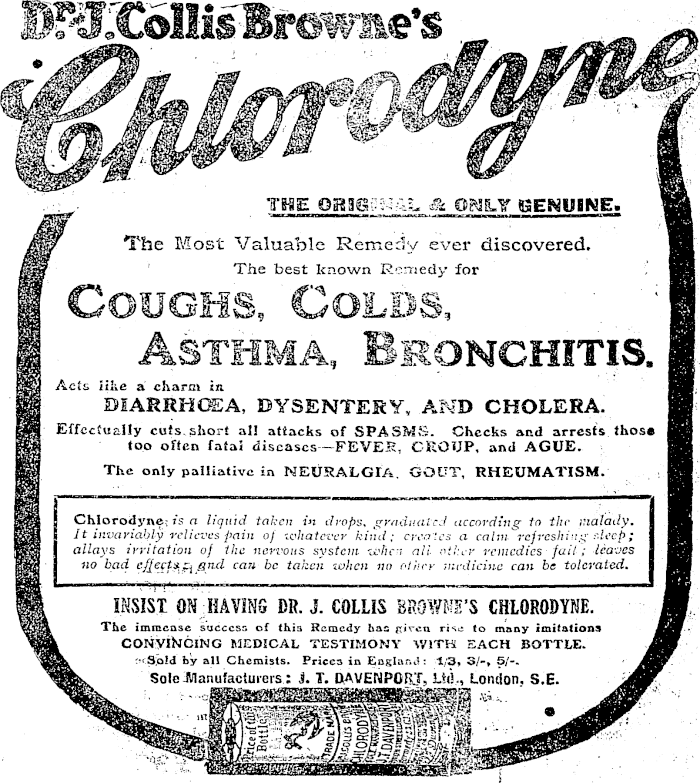 Dr. J. Collis Browne's
Chlorodyne
THE ORIGINAL & ONLY GENUINE.
The Most Valuable Remedy ever discovered.
The best known Remedy for
COUGHS, COLDS,
ASTHMA, BRONCHITIS.
Acts like a charm in
DIARRHŒA, DYSENTERY, AND CHOLERA.
Effectually cuts short all attacks of SPASMS. Checks and arrests those
too often fatal diseases—FEVER, CROUP, and AGUE.
The only palliative in NEURALGIA, GOUT, RHEUMATISM.
Chlorodyne is a liquid taken in drops, graduated according to the malady.
It invariably relieves pain of whatever kind; creates a calm refreshing sleep;
allays irritation of the nervous system when all other remedies fail; leaves
no bad effects; and can be taken when no other medicine can be tolerated.
INSIST ON HAVING DR. J. COLLIS BROWNE'S CHLORODYNE.
The immense success of this Remedy has given rise to many imitations
CONVINCING MEDICAL TESTIMONY WITH EACH BOTTLE.
Sold by all Chemists. Prices in England: 1/3, 3/-, 5/-.
Sole Manufacturers: J. T. DAVENPORT, Ltd., London, S.E.
Bottle
TRADE MARK
CHLORODYNE
J.T. DAVENPORT